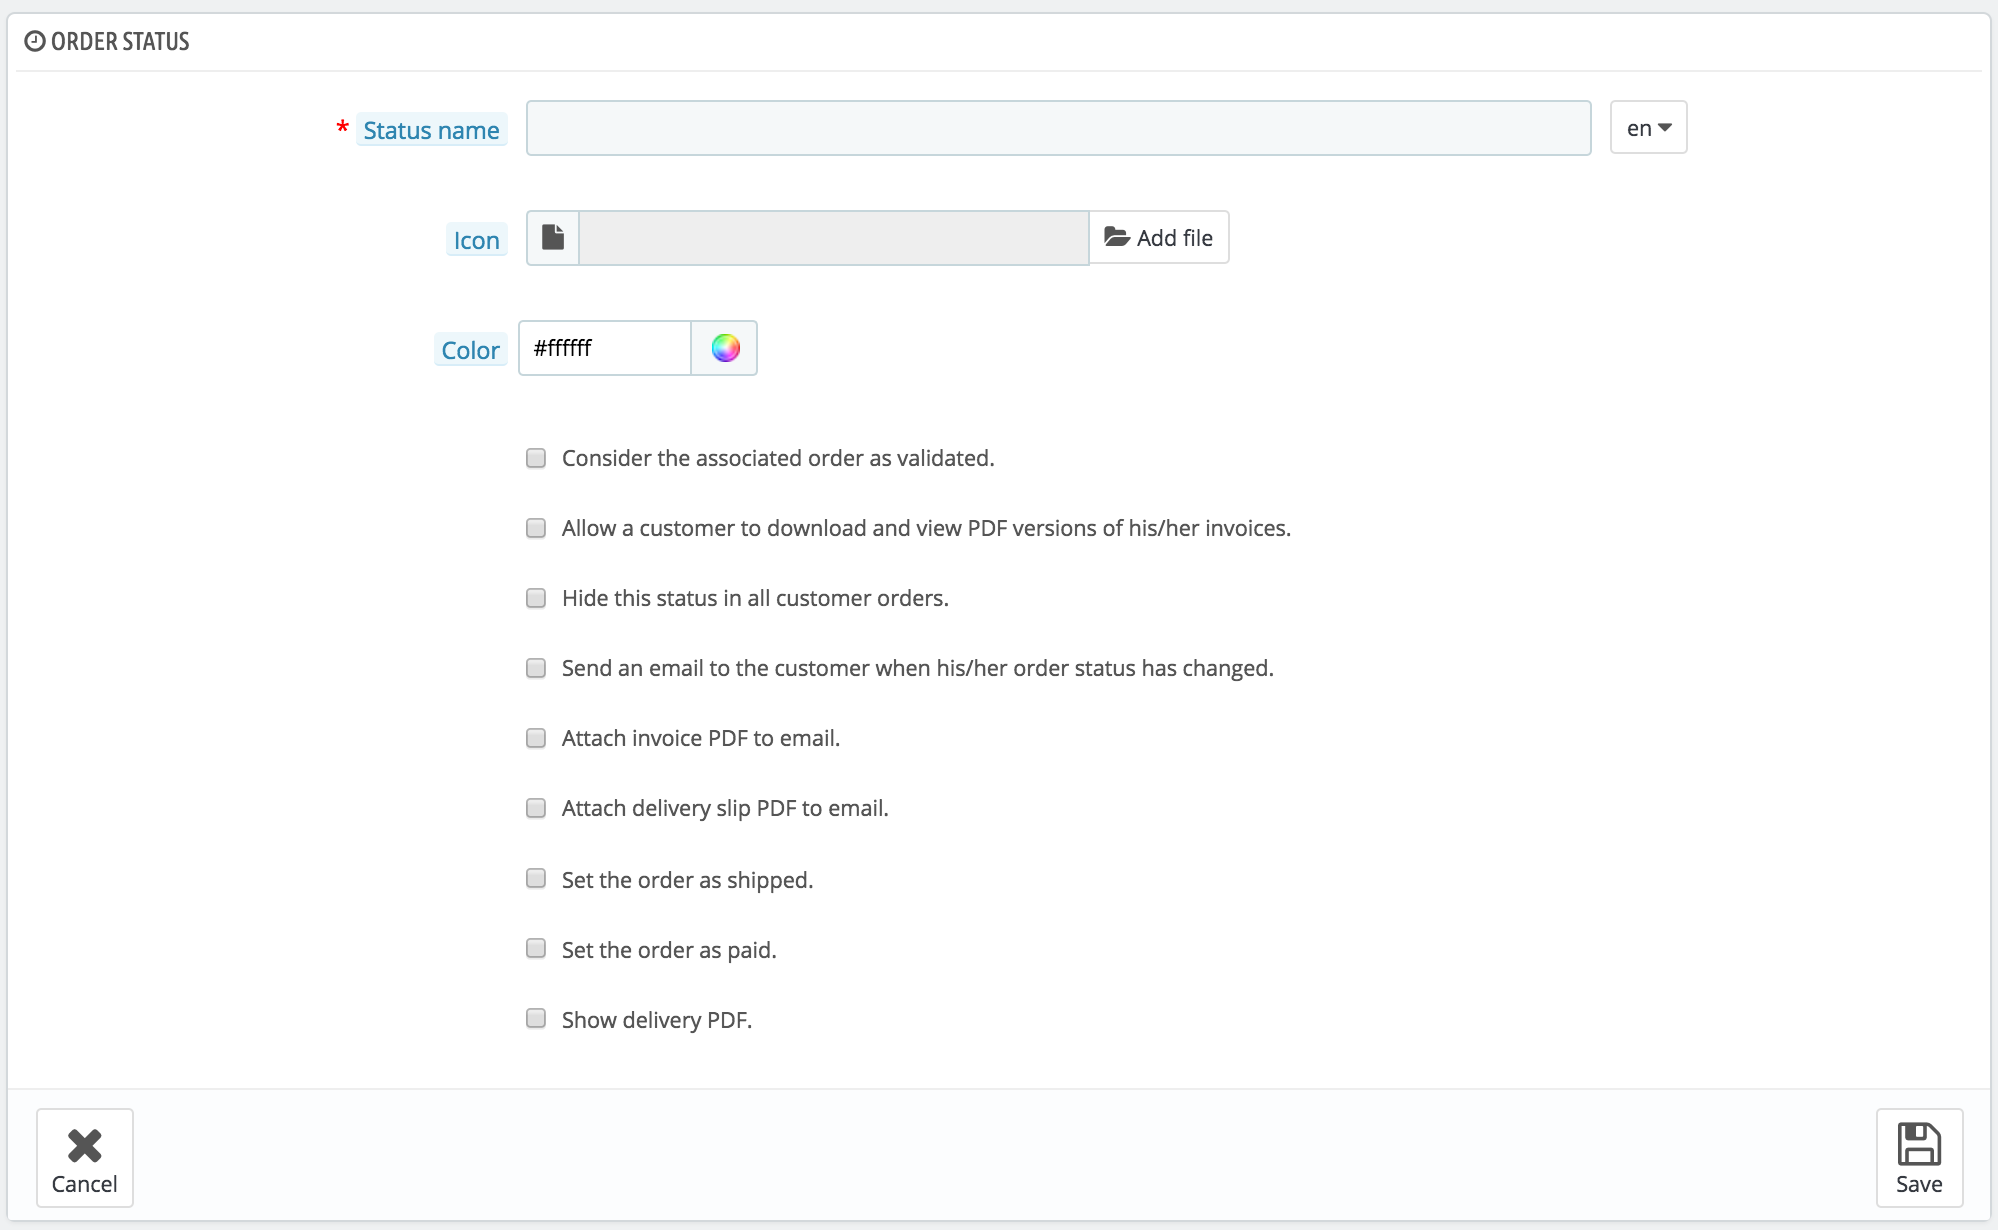 ORDER STATUS
* Status name
en
Icon
Add file
Color
#ffffff
Consider the associated order as validated.
Allow a customer to download and view PDF versions of his/her invoices.
Hide this status in all customer orders.
Send an email to the customer when his/her order status has changed.
Attach invoice PDF to email.
Attach delivery slip PDF to email.
Set the order as shipped.
Set the order as paid.
Show delivery PDF.
Cancel
Save